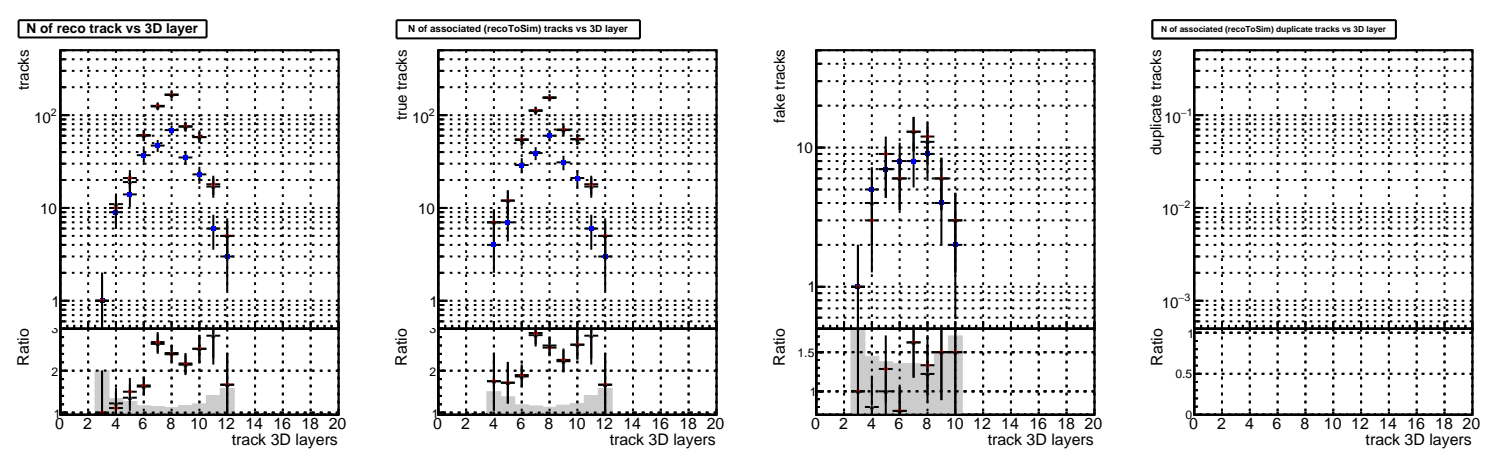 N of reco track vs 3D layer
tracks
10²
10
1
Ratio
3
2
1
0 2 4 6 8 10 12 14 16 18 20
track 3D layers
N of associated (recoToSim) tracks vs 3D layer
true tracks
10²
10
1
Ratio
3
2
1
0 2 4 6 8 10 12 14 16 18 20
track 3D layers
fake tracks
10
1
Ratio
1.5
1
0 2 4 6 8 10 12 14 16 18 20
track 3D layers
N of associated (recoToSim) duplicate tracks vs 3D layer
duplicate tracks
10⁻¹
10⁻²
10⁻³
Ratio
1
0.5
0
0 2 4 6 8 10 12 14 16 18 20
track 3D layers